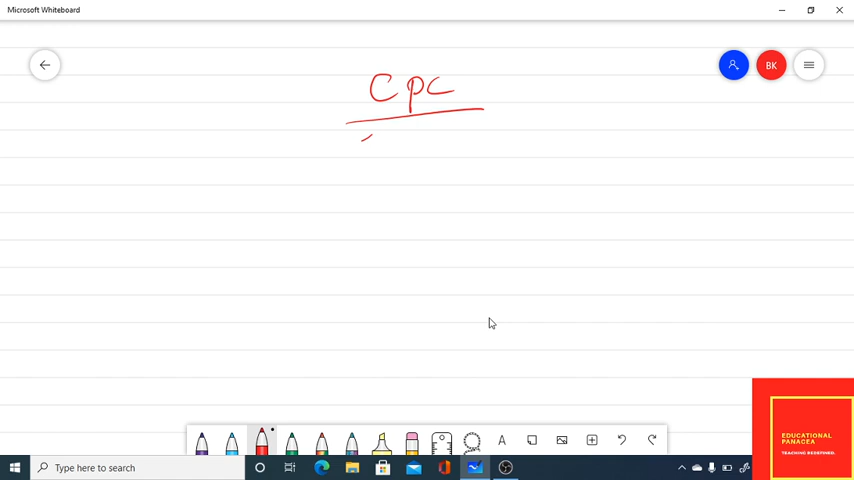 Microsoft Whiteboard
BK
CPC
A
EDUCATIONAL
PANACEA
TEACHING REDEFINED.
Type here to search